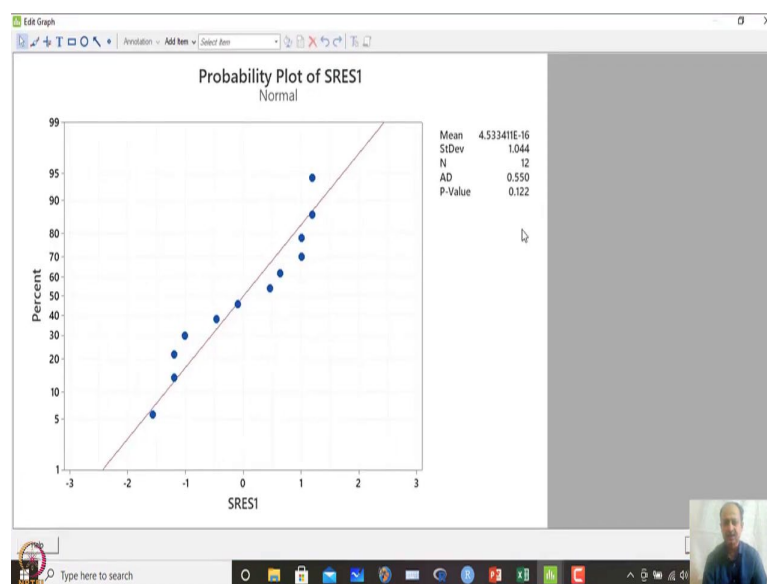 Edit Graph
T Annotation Add Item Select Item
Probability Plot of SRES1
Normal
99
95
90
80
70
60
50
40
30
20
10
5
1
Percent
-3 -2 -1 0 1 2 3
SRES1
Mean 4.533411E-16
StDev 1.044
N 12
AD 0.550
P-Value 0.122
Help
NPTEL
Type here to search